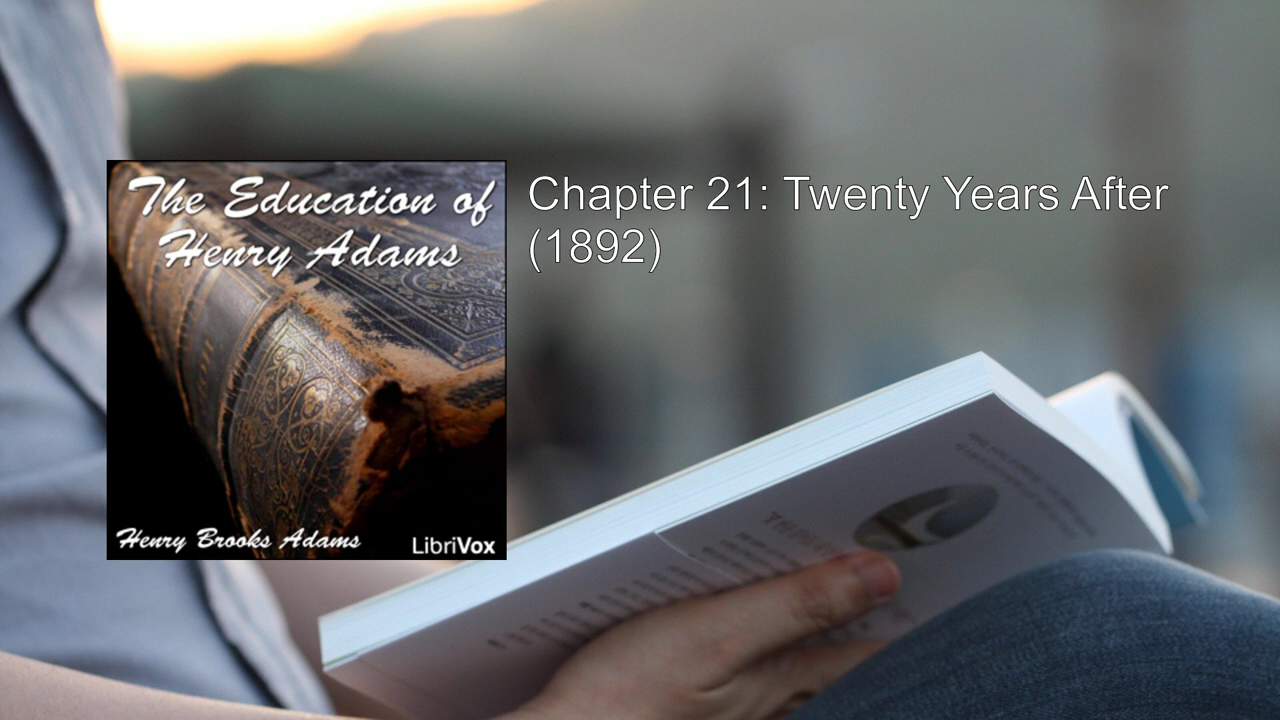 The Education of
Henry Adams
Henry Brooks Adams
LibriVox
Chapter 21: Twenty Years After
(1892)